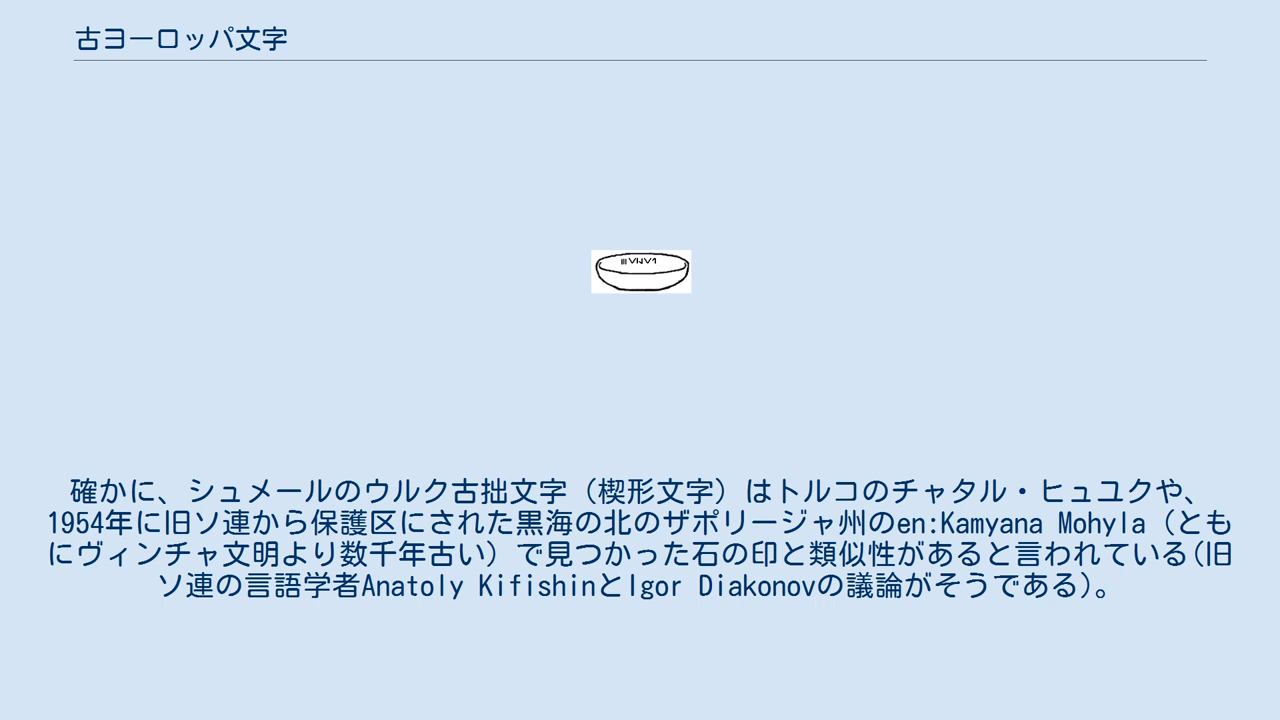 古ヨーロッパ文字
確かに、シュメールのウルク古拙文字（楔形文字）はトルコのチャタル・ヒュユクや、
1954年に旧ソ連から保護区にされた黒海の北のザポリージャ州のen:Kamyana Mohyla（とも
にヴィンチャ文明より数千年古い）で見つかった石の印と類似性があると言われている(旧
ソ連の言語学者Anatoly KifishinとIgor Diakonovの議論がそうである)。